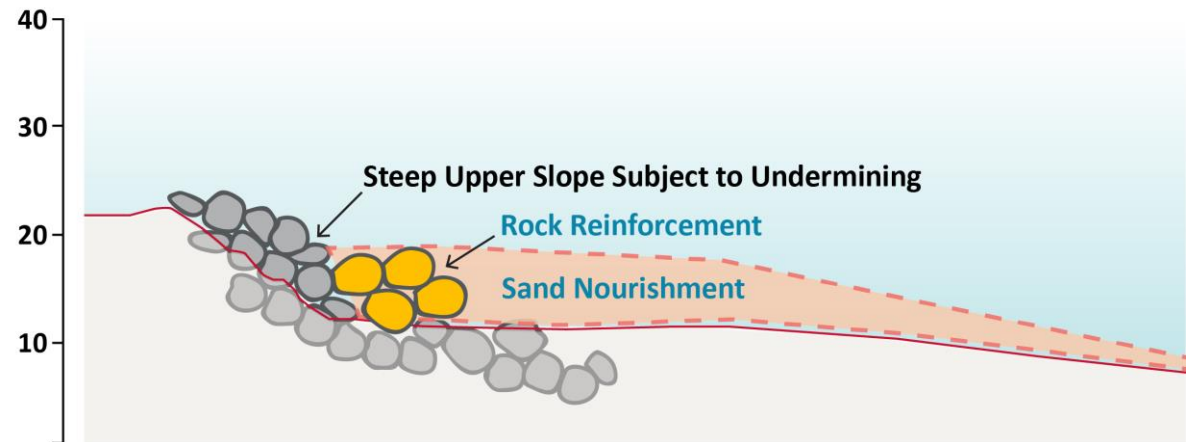 40
30
Steep Upper Slope Subject to Undermining
Rock Reinforcement
20
Sand Nourishment
10